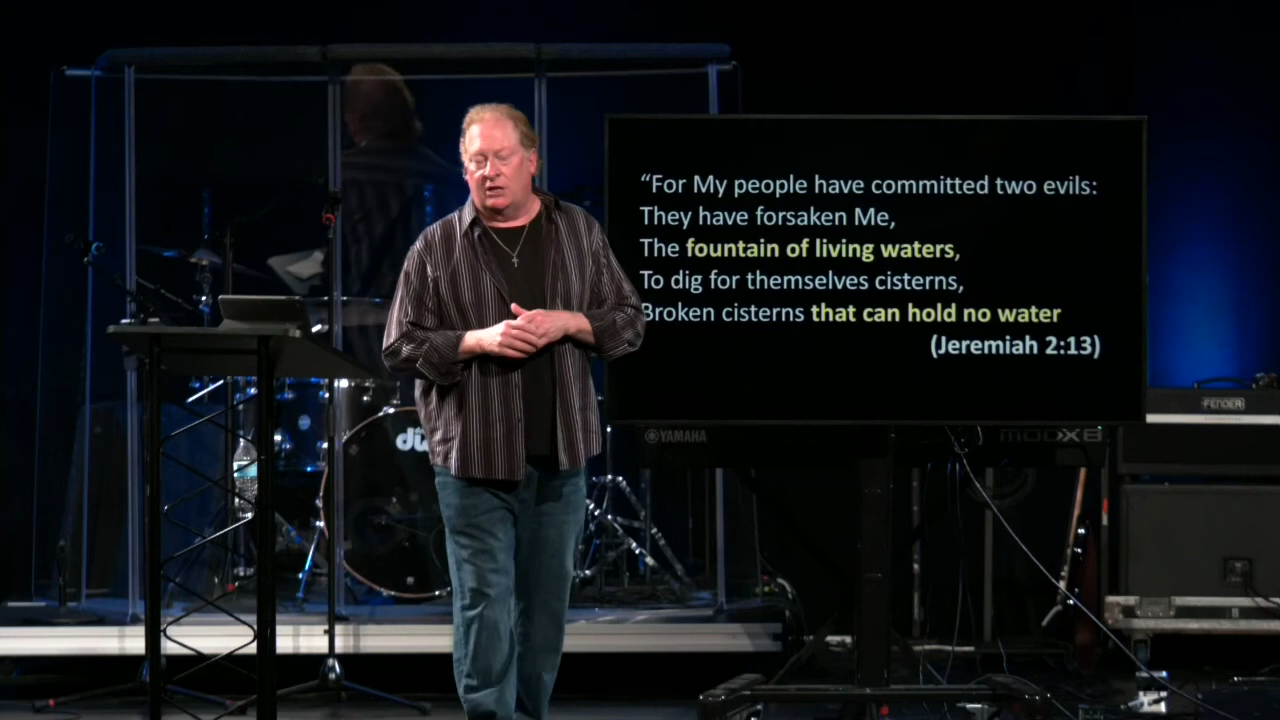 “For My people have committed two evils:
They have forsaken Me,
The fountain of living waters,
To dig for themselves cisterns,
Broken cisterns that can hold no water
(Jeremiah 2:13)
FENDER
YAMAHA
MODX8